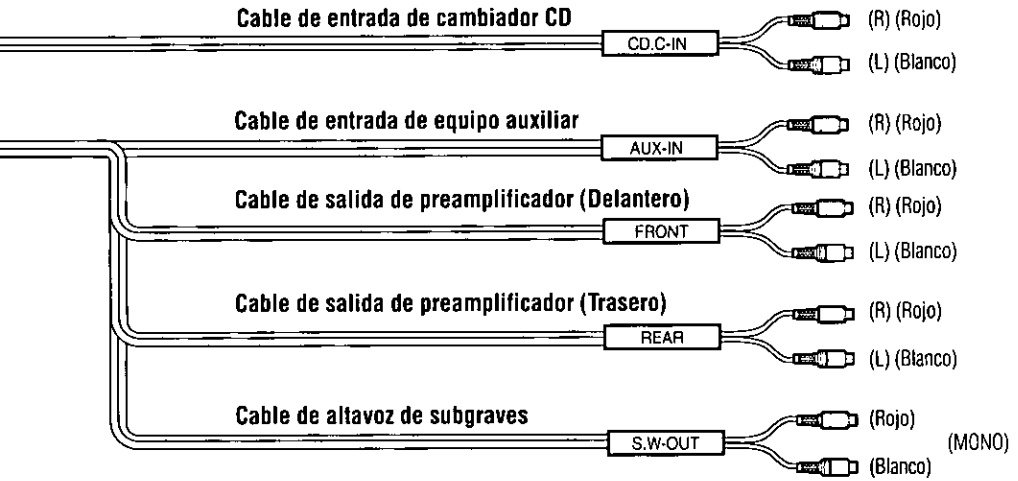 Cable de entrada de cambiador CD
CD.C-IN
(R) (Rojo)
(L) (Blanco)
Cable de entrada de equipo auxiliar
AUX-IN
(R) (Rojo)
(L) (Blanco)
Cable de salida de preamplificador (Delantero)
FRONT
(R) (Rojo)
(L) (Blanco)
Cable de salida de preamplificador (Trasero)
REAR
(R) (Rojo)
(L) (Blanco)
Cable de altavoz de subgraves
S.W-OUT
(Rojo)
(MONO)
(Blanco)